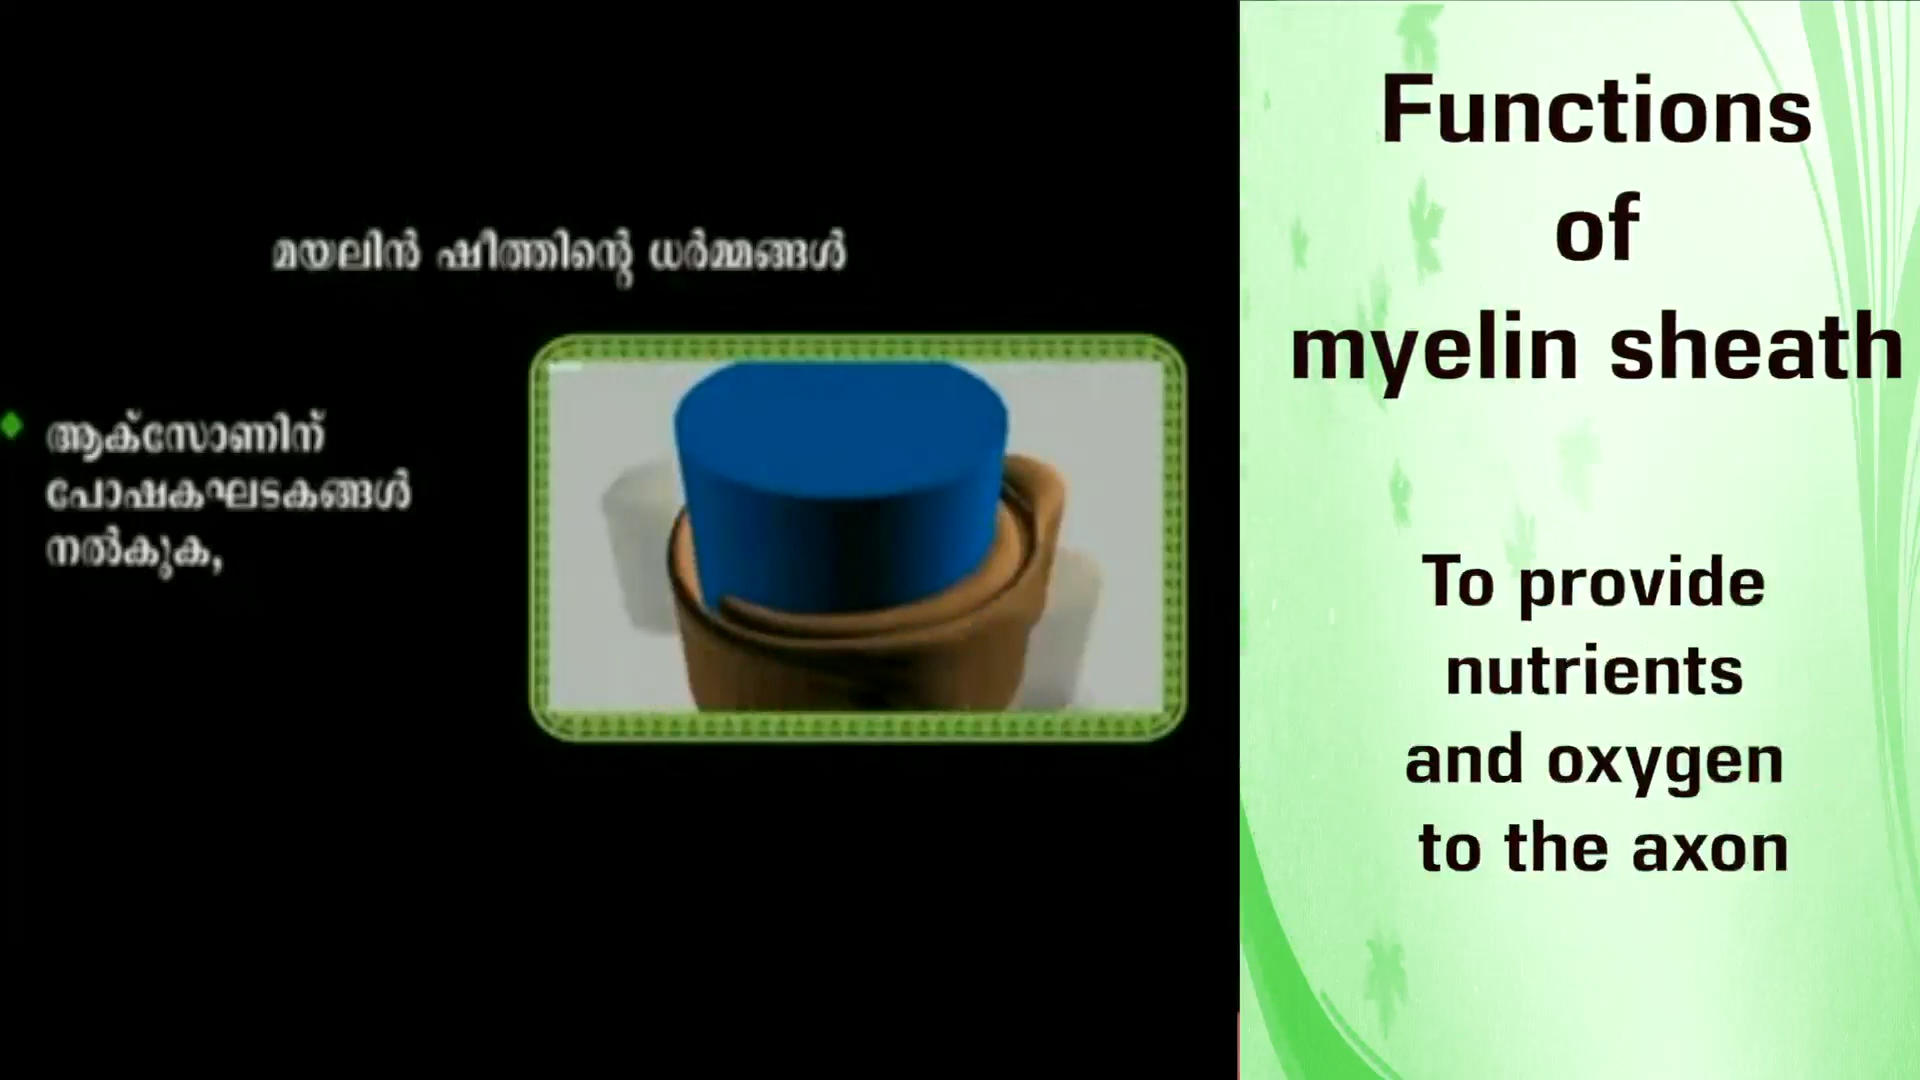 മയലിൻ ഷീത്തിന്റെ ധർമ്മങ്ങൾ
ആക്സോണിന്
പോഷകഘടകങ്ങൾ
നൽകുക,
Functions
of
myelin sheath
To provide
nutrients
and oxygen
to the axon